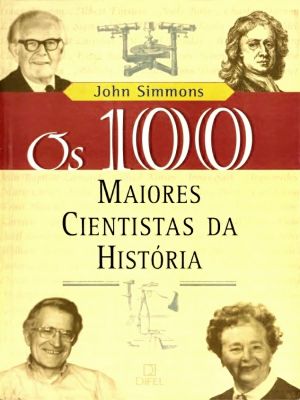 John Simmons
Os 100
MAIORES
CIENTISTAS DA
HISTÓRIA
DIFEL